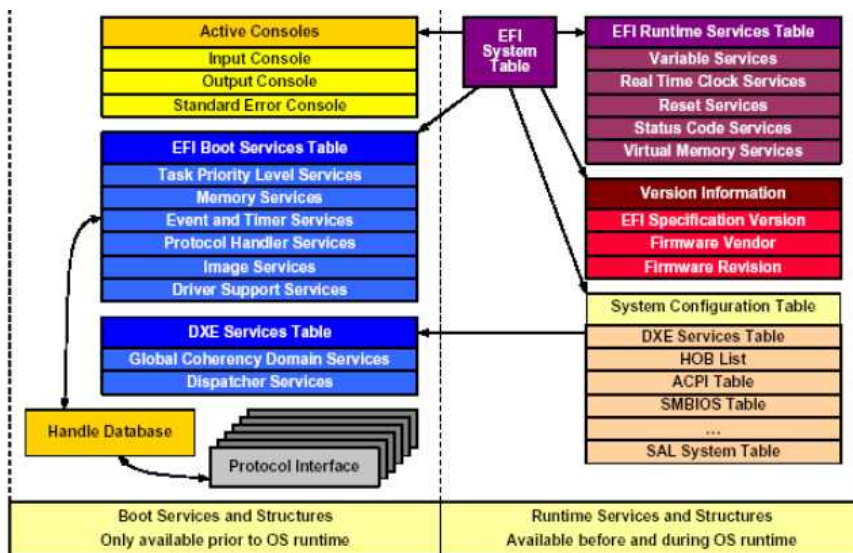 Active Consoles
Input Console
Output Console
Standard Error Console
EFI
System
Table
EFI Runtime Services Table
Variable Services
Real Time Clock Services
Reset Services
Status Code Services
Virtual Memory Services
EFI Boot Services Table
Task Priority Level Services
Memory Services
Event and Timer Services
Protocol Handler Services
Image Services
Driver Support Services
Version Information
EFI Specification Version
Firmware Vendor
Firmware Revision
DXE Services Table
Global Coherency Domain Services
Dispatcher Services
System Configuration Table
DXE Services Table
HOB List
ACPI Table
SMBIOS Table
...
SAL System Table
Handle Database
Protocol Interface
Boot Services and Structures
Only available prior to OS runtime
Runtime Services and Structures
Available before and during OS runtime